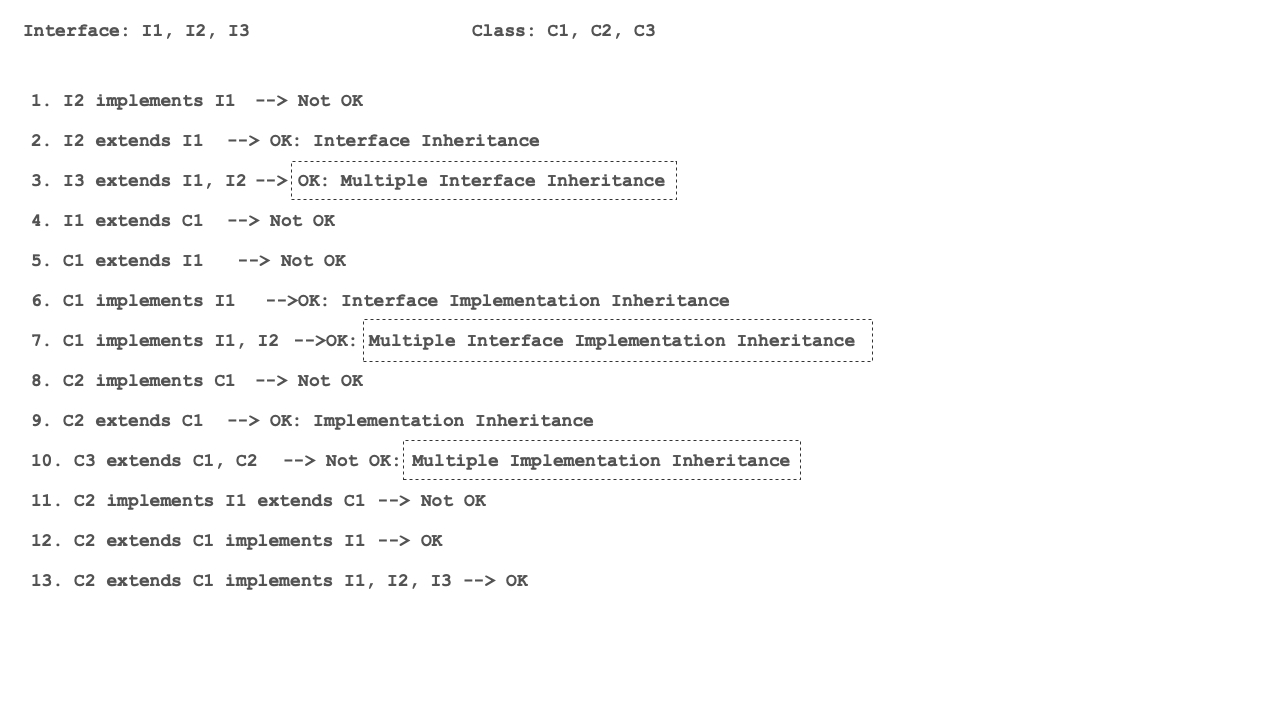 Interface: I1, I2, I3 Class: C1, C2, C3
1. I2 implements I1 --> Not OK
2. I2 extends I1 --> OK: Interface Inheritance
3. I3 extends I1, I2 --> OK: Multiple Interface Inheritance
4. I1 extends C1 --> Not OK
5. C1 extends I1 --> Not OK
6. C1 implements I1 -->OK: Interface Implementation Inheritance
7. C1 implements I1, I2 -->OK: Multiple Interface Implementation Inheritance
8. C2 implements C1 --> Not OK
9. C2 extends C1 --> OK: Implementation Inheritance
10. C3 extends C1, C2 --> Not OK: Multiple Implementation Inheritance
11. C2 implements I1 extends C1 --> Not OK
12. C2 extends C1 implements I1 --> OK
13. C2 extends C1 implements I1, I2, I3 --> OK